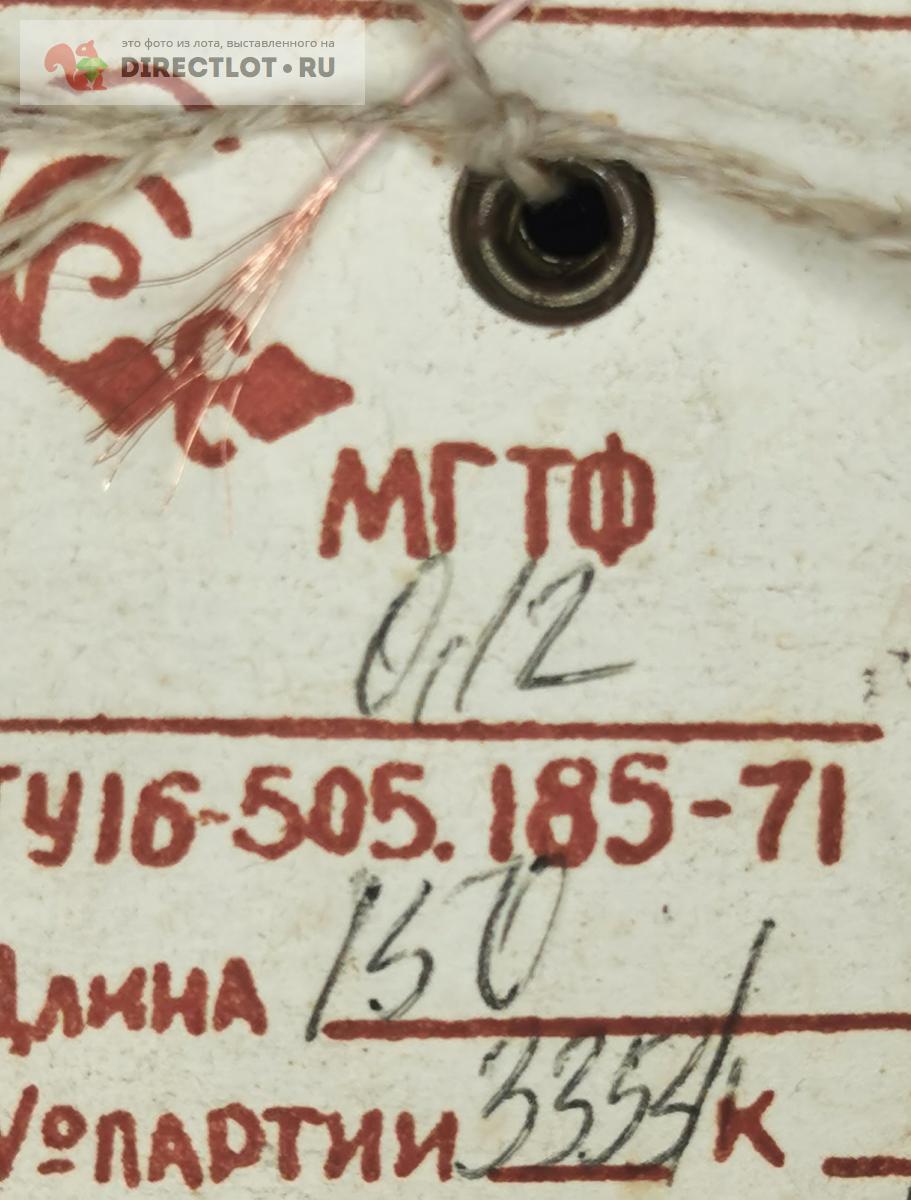 это фото из лота, выставленного на
DIRECTLOT.RU
МГТФ
0,12
ТУ16-505.185-71
150
Длина
№ партии 3354/ К